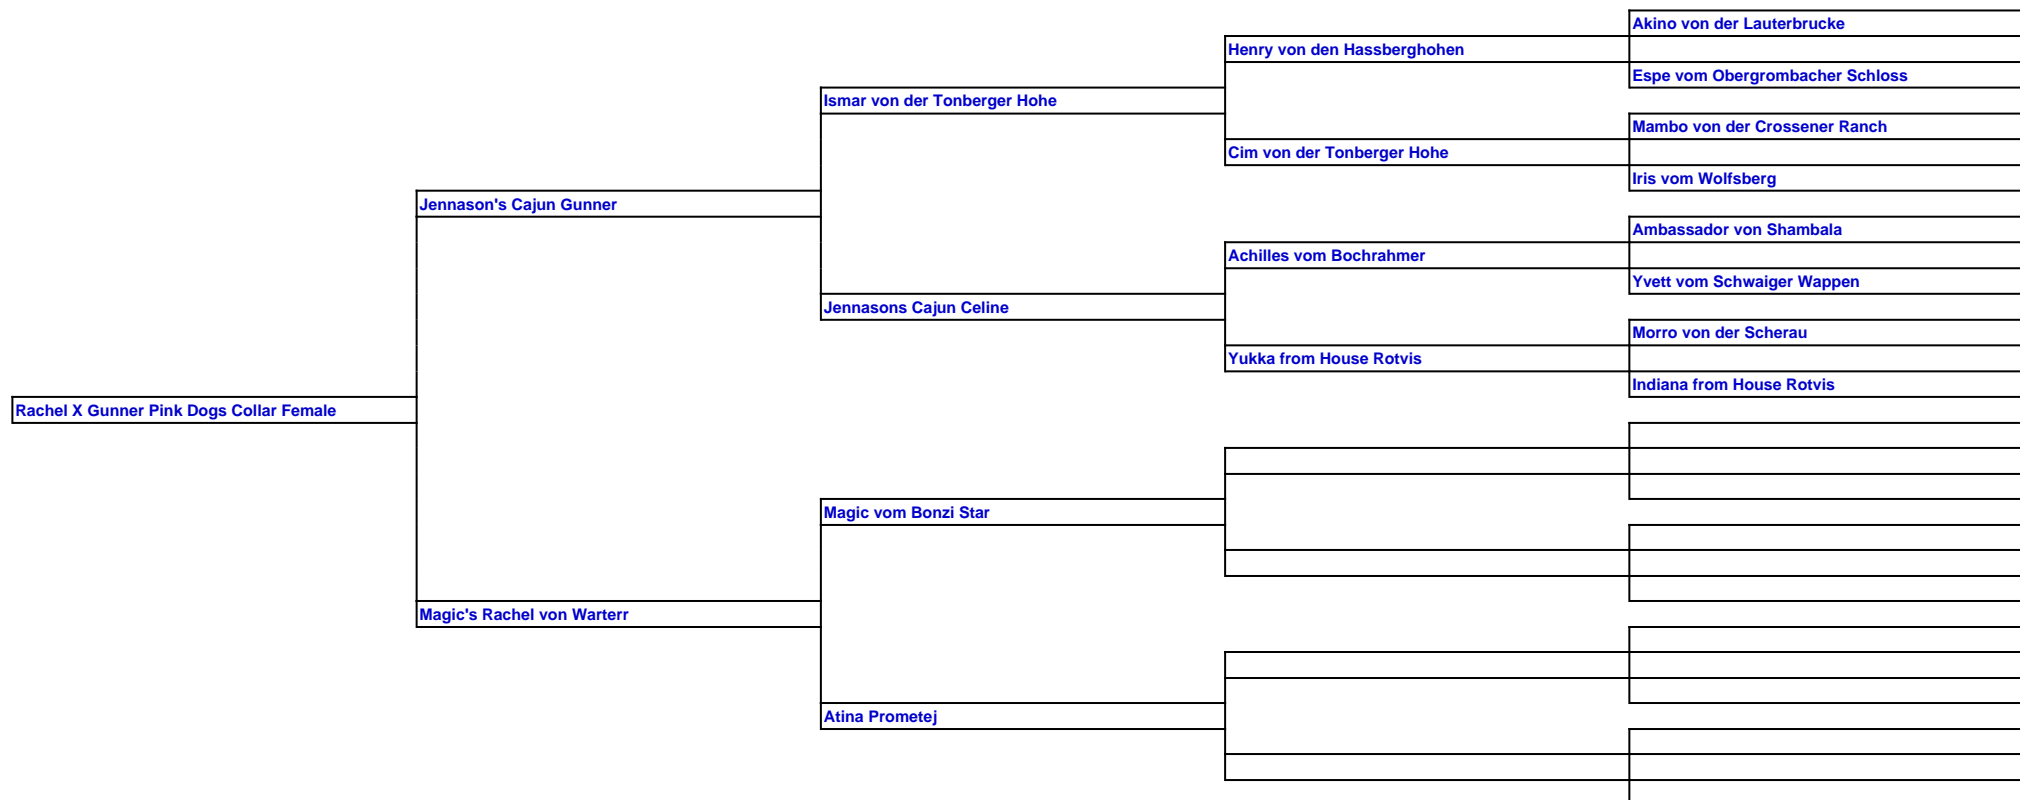 Akino von der Lauterbrucke
Henry von den Hassberghohen
Espe vom Obergrombacher Schloss
Ismar von der Tonberger Hohe
Mambo von der Crossener Ranch
Cim von der Tonberger Hohe
Iris vom Wolfsberg
Jennason's Cajun Gunner
Ambassador von Shambala
Achilles vom Bochrahmer
Yvett vom Schwaiger Wappen
Jennasons Cajun Celine
Morro von der Scherau
Yukka from House Rotvis
Indiana from House Rotvis
Rachel X Gunner Pink Dogs Collar Female
Magic vom Bonzi Star
Magic's Rachel von Warterr
Atina Prometej